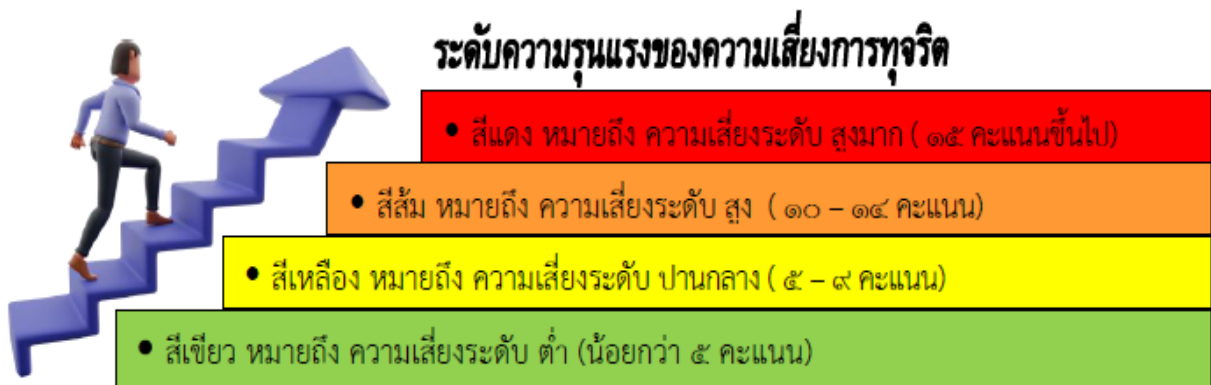 ระดับความรุนแรงของความเสี่ยงการทุจริต
• สีแดง หมายถึง ความเสี่ยงระดับ สูงมาก ( ๑๕ คะแนนขึ้นไป)
• สีส้ม หมายถึง ความเสี่ยงระดับ สูง ( ๑๐ – ๑๔ คะแนน)
• สีเหลือง หมายถึง ความเสี่ยงระดับ ปานกลาง ( ๕ – ๙ คะแนน)
• สีเขียว หมายถึง ความเสี่ยงระดับ ต่ำ (น้อยกว่า ๕ คะแนน)